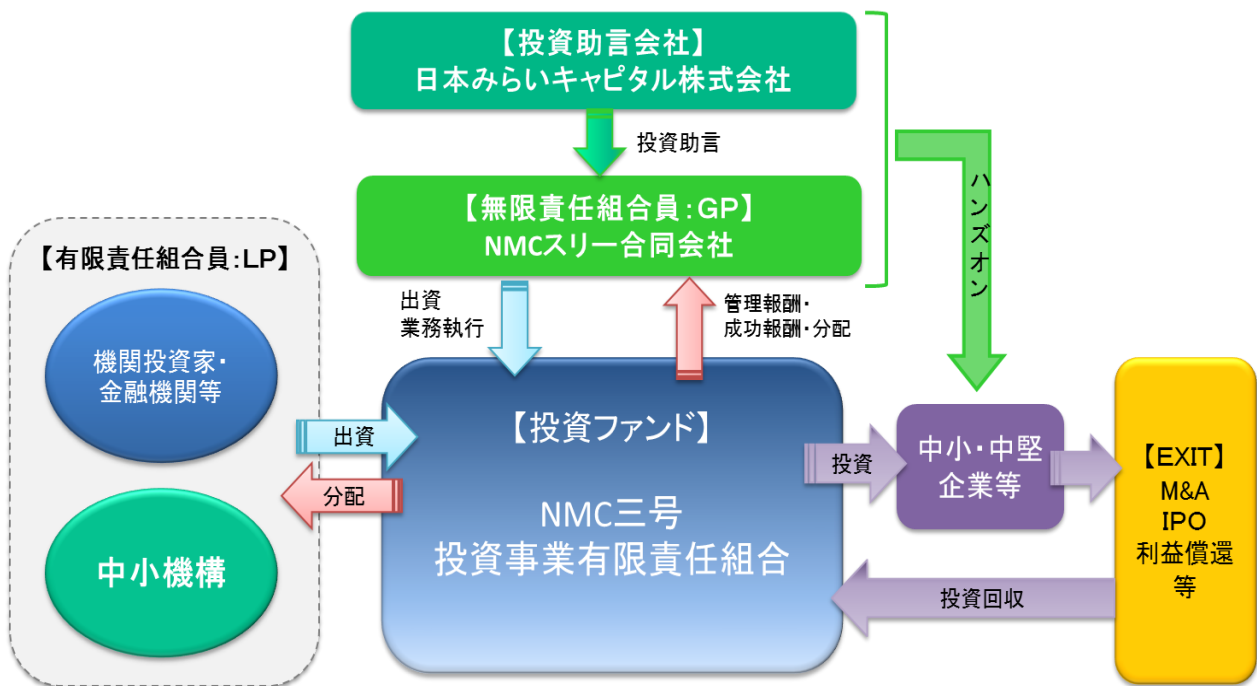 【投資助言会社】
日本みらいキャピタル株式会社
投資助言
【無限責任組合員:GP】
NMCスリー合同会社
ハンズオン
【有限責任組合員:LP】
機関投資家・
金融機関等
中小機構
出資
業務執行
管理報酬・
成功報酬・分配
出資
分配
【投資ファンド】
NMC三号
投資事業有限責任組合
投資
中小・中堅
企業等
【EXIT】
M&A
IPO
利益償還
等
投資回収